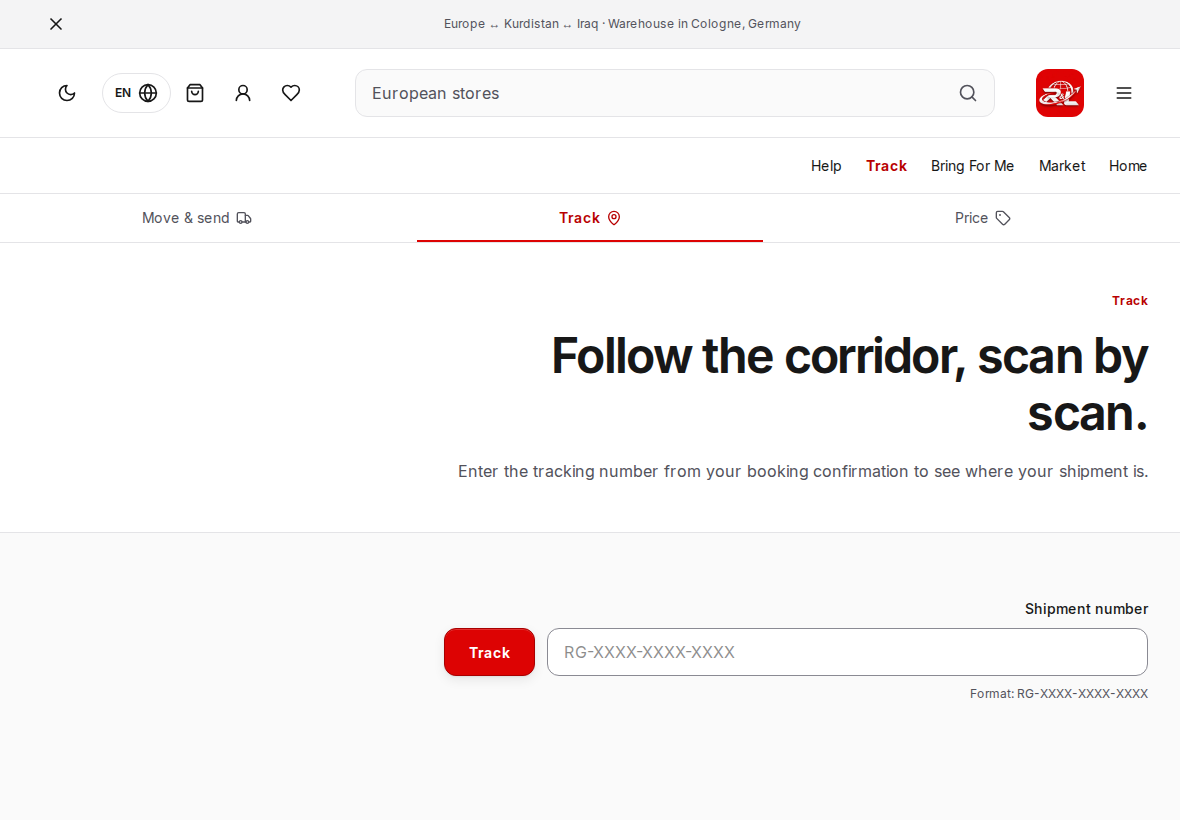 Europe ↔ Kurdistan ↔ Iraq · Warehouse in Cologne, Germany
EN
European stores
Help
Track
Bring For Me
Market
Home
Move & send
Track
Price
Track
Follow the corridor, scan by
scan.
Enter the tracking number from your booking confirmation to see where your shipment is.
Shipment number
Track
RG-XXXX-XXXX-XXXX
Format: RG-XXXX-XXXX-XXXX